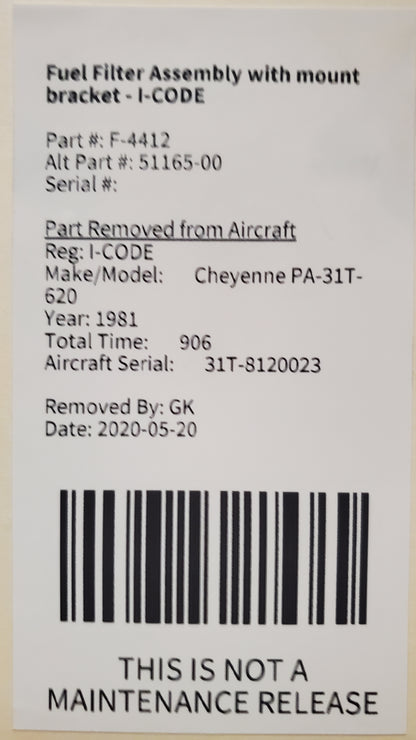 Fuel Filter Assembly with mount
bracket - I-CODE
Part #: F-4412
Alt Part #: 51165-00
Serial #:
Part Removed from Aircraft
Reg: I-CODE
Make/Model: Cheyenne PA-31T-
620
Year: 1981
Total Time: 906
Aircraft Serial: 31T-8120023
Removed By: GK
Date: 2020-05-20
THIS IS NOT A
MAINTENANCE RELEASE